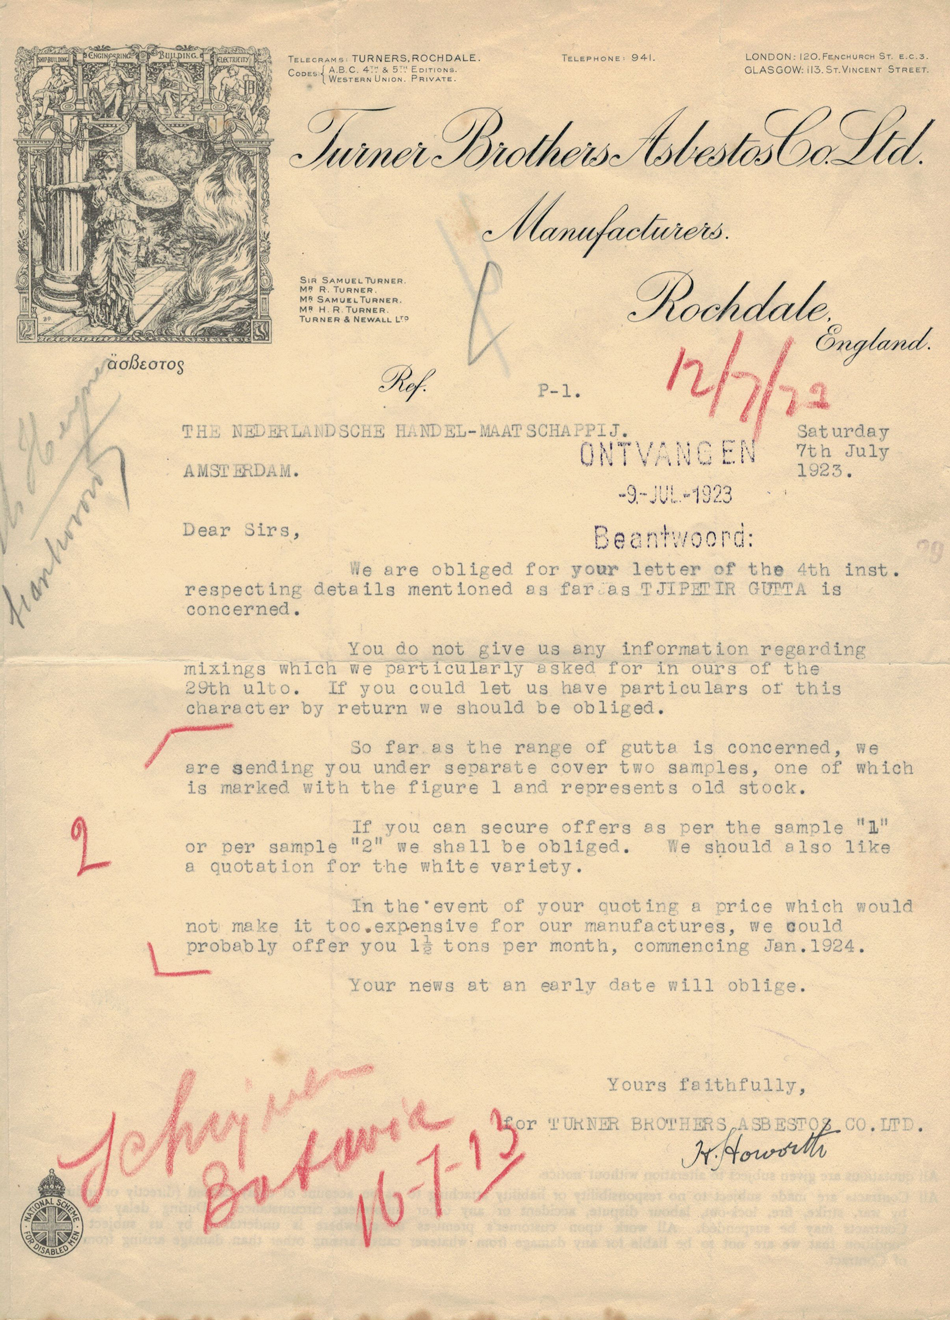 SHIPBUILDING ENGINEERING BUILDING. ELECTRICITY
TELEGRAMS: TURNERS, ROCHDALE.
CODES: A.B.C. 4TH & 5TH EDITIONS.
WESTERN UNION, PRIVATE.
TELEPHONE: 941.
LONDON: 120, FENCHURCH ST. E.C.3.
GLASGOW: 113, ST. VINCENT STREET.
Turner Brothers Asbestos Co. Ltd.
Manufacturers.
SIR SAMUEL TURNER.
MR R. TURNER.
MR SAMUEL TURNER.
MR H.R. TURNER.
TURNER & NEWALL LTD
Rochdale,
England.
ἄσβεστος
Ref. P-1.
12/7/23
THE NEDERLANDSCHE HANDEL-MAATSCHAPPIJ.
AMSTERDAM.
Saturday
7th July
1923.
ONTVANGEN
-9.-JUL.-1923
Beantwoord:
Dear Sirs,
We are obliged for your letter of the 4th inst.
respecting details mentioned as far as TJIPETIR GUTTA is
concerned.
You do not give us any information regarding
mixings which we particularly asked for in ours of the
29th ulto. If you could let us have particulars of this
character by return we should be obliged.
So far as the range of gutta is concerned, we
are sending you under separate cover two samples, one of which
is marked with the figure 1 and represents old stock.
2
If you can secure offers as per the sample "1"
or per sample "2" we shall be obliged. We should also like
a quotation for the white variety.
In the event of your quoting a price which would
not make it too expensive for our manufactures, we could
probably offer you 1½ tons per month, commencing Jan.1924.
Your news at an early date will oblige.
Yours faithfully,
for TURNER BROTHERS ASBESTOS CO.LTD.
H. Howorth
Schrijven
Batavia
16-7-23
NATIONAL SCHEME
FOR DISABLED MEN